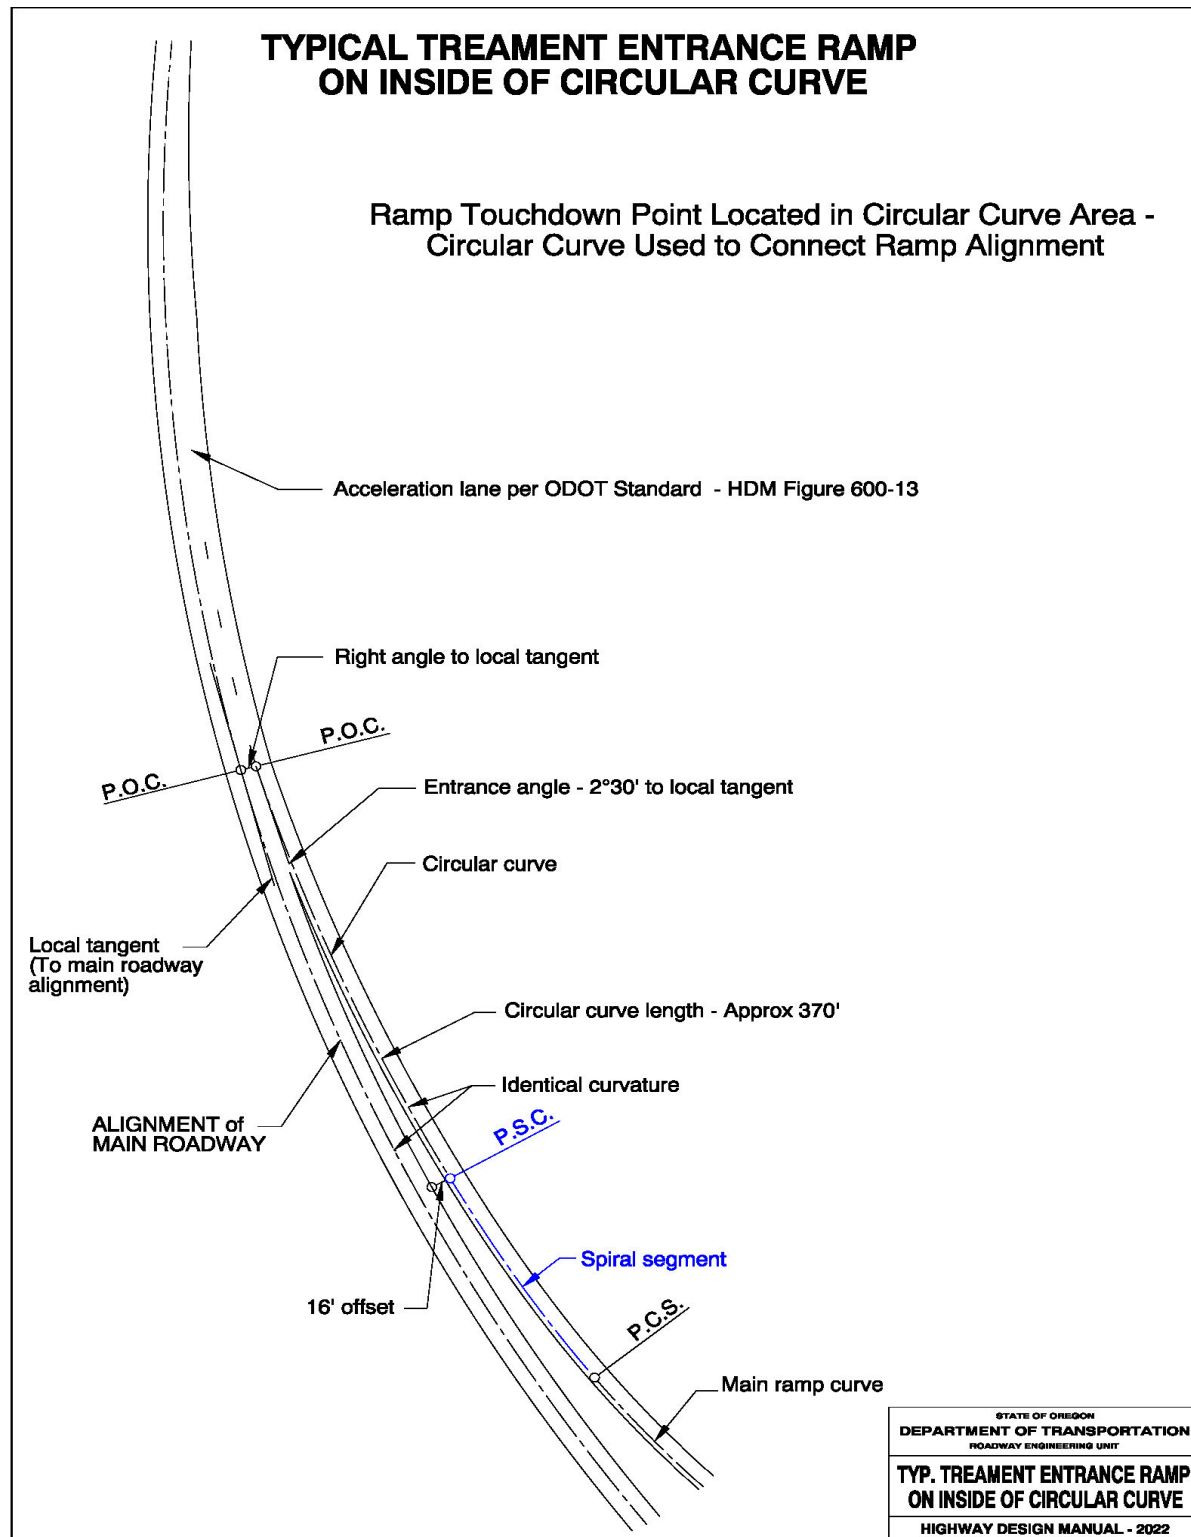 TYPICAL TREAMENT ENTRANCE RAMP
ON INSIDE OF CIRCULAR CURVE
Ramp Touchdown Point Located in Circular Curve Area -
Circular Curve Used to Connect Ramp Alignment
Acceleration lane per ODOT Standard - HDM Figure 600-13
Right angle to local tangent
P.O.C.
P.O.C.
Entrance angle - 2°30' to local tangent
Circular curve
Local tangent
(To main roadway
alignment)
Circular curve length - Approx 370'
Identical curvature
ALIGNMENT of
MAIN ROADWAY
P.S.C.
Spiral segment
16' offset
P.C.S.
Main ramp curve
STATE OF OREGON
DEPARTMENT OF TRANSPORTATION
ROADWAY ENGINEERING UNIT
TYP. TREAMENT ENTRANCE RAMP
ON INSIDE OF CIRCULAR CURVE
HIGHWAY DESIGN MANUAL - 2022